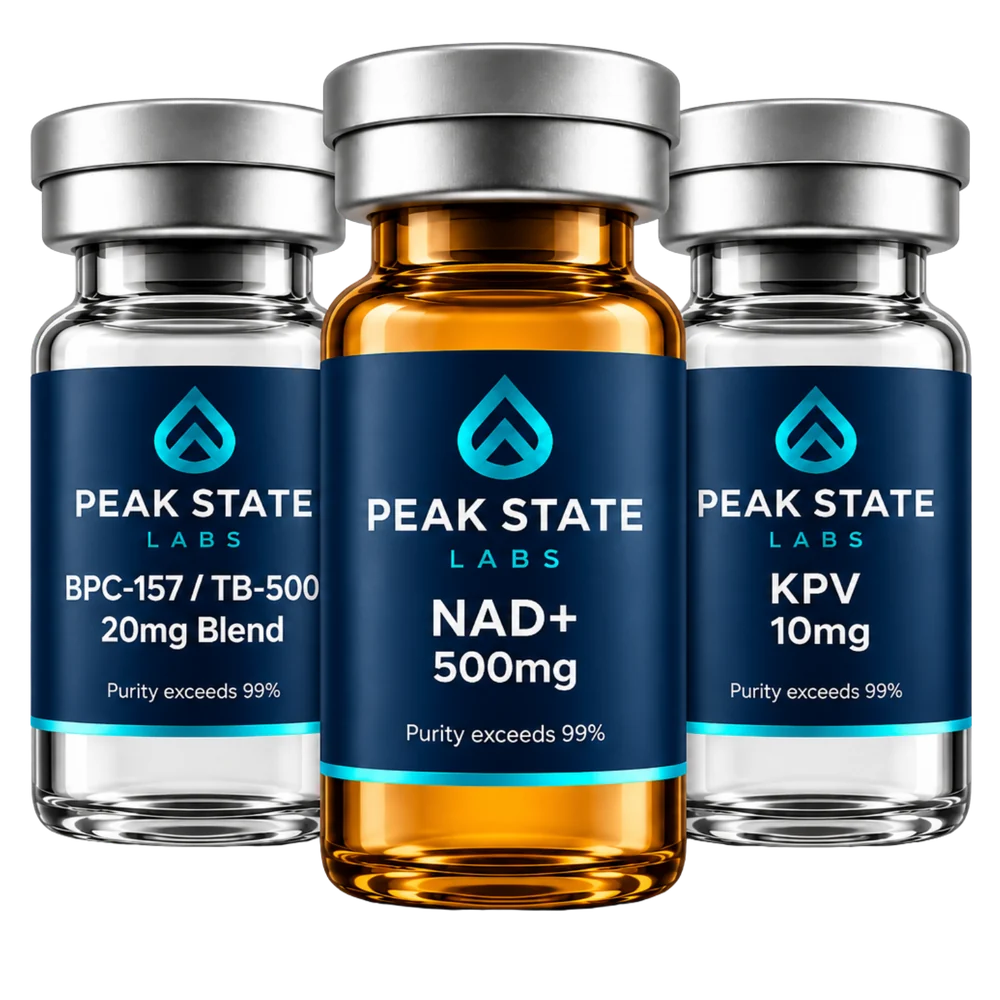 PEAK STATE
LABS
BPC-157 / TB-500
20mg Blend
Purity exceeds 99%
PEAK STATE
LABS
NAD+
500mg
Purity exceeds 99%
PEAK STATE
LABS
KPV
10mg
Purity exceeds 99%